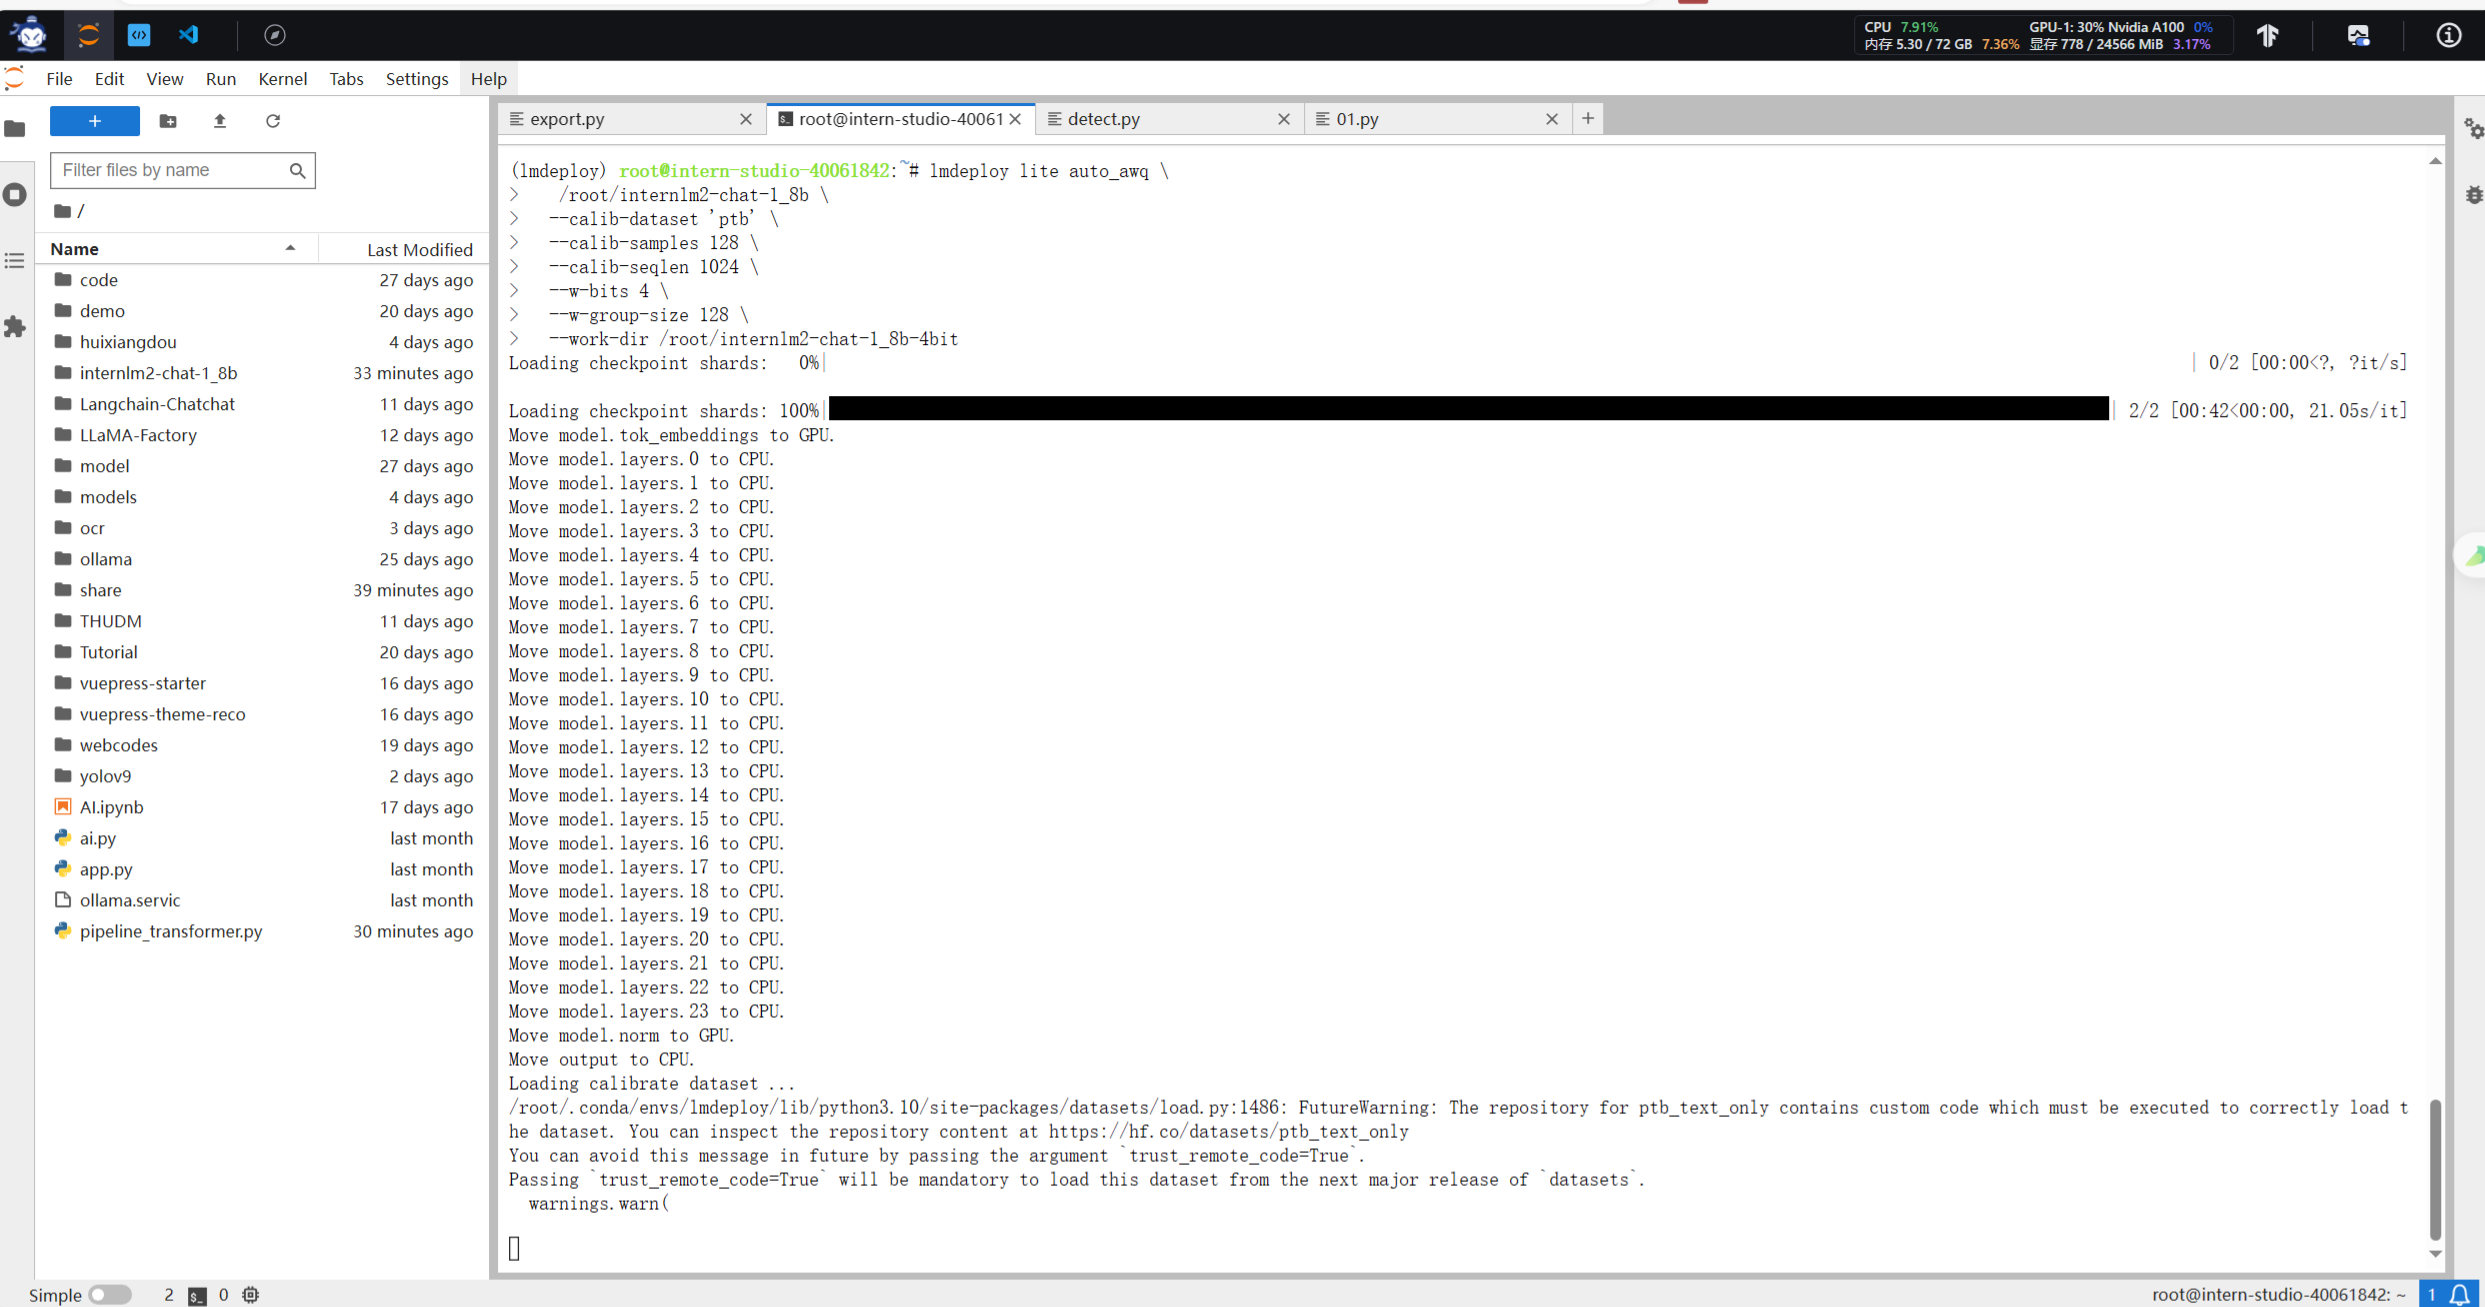 CPU 7.91% GPU-1: 30% Nvidia A100 0%
内存 5.30 / 72 GB 7.36% 显存 778 / 24566 MiB 3.17%
File Edit View Run Kernel Tabs Settings Help
export.py root@intern-studio-40061 detect.py 01.py
Filter files by name
/
Name Last Modified
code 27 days ago
demo 20 days ago
huixiangdou 4 days ago
internlm2-chat-1_8b 33 minutes ago
Langchain-Chatchat 11 days ago
LLaMA-Factory 12 days ago
model 27 days ago
models 4 days ago
ocr 3 days ago
ollama 25 days ago
share 39 minutes ago
THUDM 11 days ago
Tutorial 20 days ago
vuepress-starter 16 days ago
vuepress-theme-reco 16 days ago
webcodes 19 days ago
yolov9 2 days ago
AI.ipynb 17 days ago
ai.py last month
app.py last month
ollama.servic last month
pipeline_transformer.py 30 minutes ago
(lmdeploy) root@intern-studio-40061842:~# lmdeploy lite auto_awq \
>    /root/internlm2-chat-1_8b \
>   --calib-dataset 'ptb' \
>   --calib-samples 128 \
>   --calib-seqlen 1024 \
>   --w-bits 4 \
>   --w-group-size 128 \
>   --work-dir /root/internlm2-chat-1_8b-4bit
Loading checkpoint shards:   0%| | 0/2 [00:00<?, ?it/s]
Loading checkpoint shards: 100%| | 2/2 [00:42<00:00, 21.05s/it]
Move model.tok_embeddings to GPU.
Move model.layers.0 to CPU.
Move model.layers.1 to CPU.
Move model.layers.2 to CPU.
Move model.layers.3 to CPU.
Move model.layers.4 to CPU.
Move model.layers.5 to CPU.
Move model.layers.6 to CPU.
Move model.layers.7 to CPU.
Move model.layers.8 to CPU.
Move model.layers.9 to CPU.
Move model.layers.10 to CPU.
Move model.layers.11 to CPU.
Move model.layers.12 to CPU.
Move model.layers.13 to CPU.
Move model.layers.14 to CPU.
Move model.layers.15 to CPU.
Move model.layers.16 to CPU.
Move model.layers.17 to CPU.
Move model.layers.18 to CPU.
Move model.layers.19 to CPU.
Move model.layers.20 to CPU.
Move model.layers.21 to CPU.
Move model.layers.22 to CPU.
Move model.layers.23 to CPU.
Move model.norm to GPU.
Move output to CPU.
Loading calibrate dataset ...
/root/.conda/envs/lmdeploy/lib/python3.10/site-packages/datasets/load.py:1486: FutureWarning: The repository for ptb_text_only contains custom code which must be executed to correctly load t
he dataset. You can inspect the repository content at https://hf.co/datasets/ptb_text_only
You can avoid this message in future by passing the argument `trust_remote_code=True`.
Passing `trust_remote_code=True` will be mandatory to load this dataset from the next major release of `datasets`.
  warnings.warn(
Simple 2 0 root@intern-studio-40061842: ~ 1